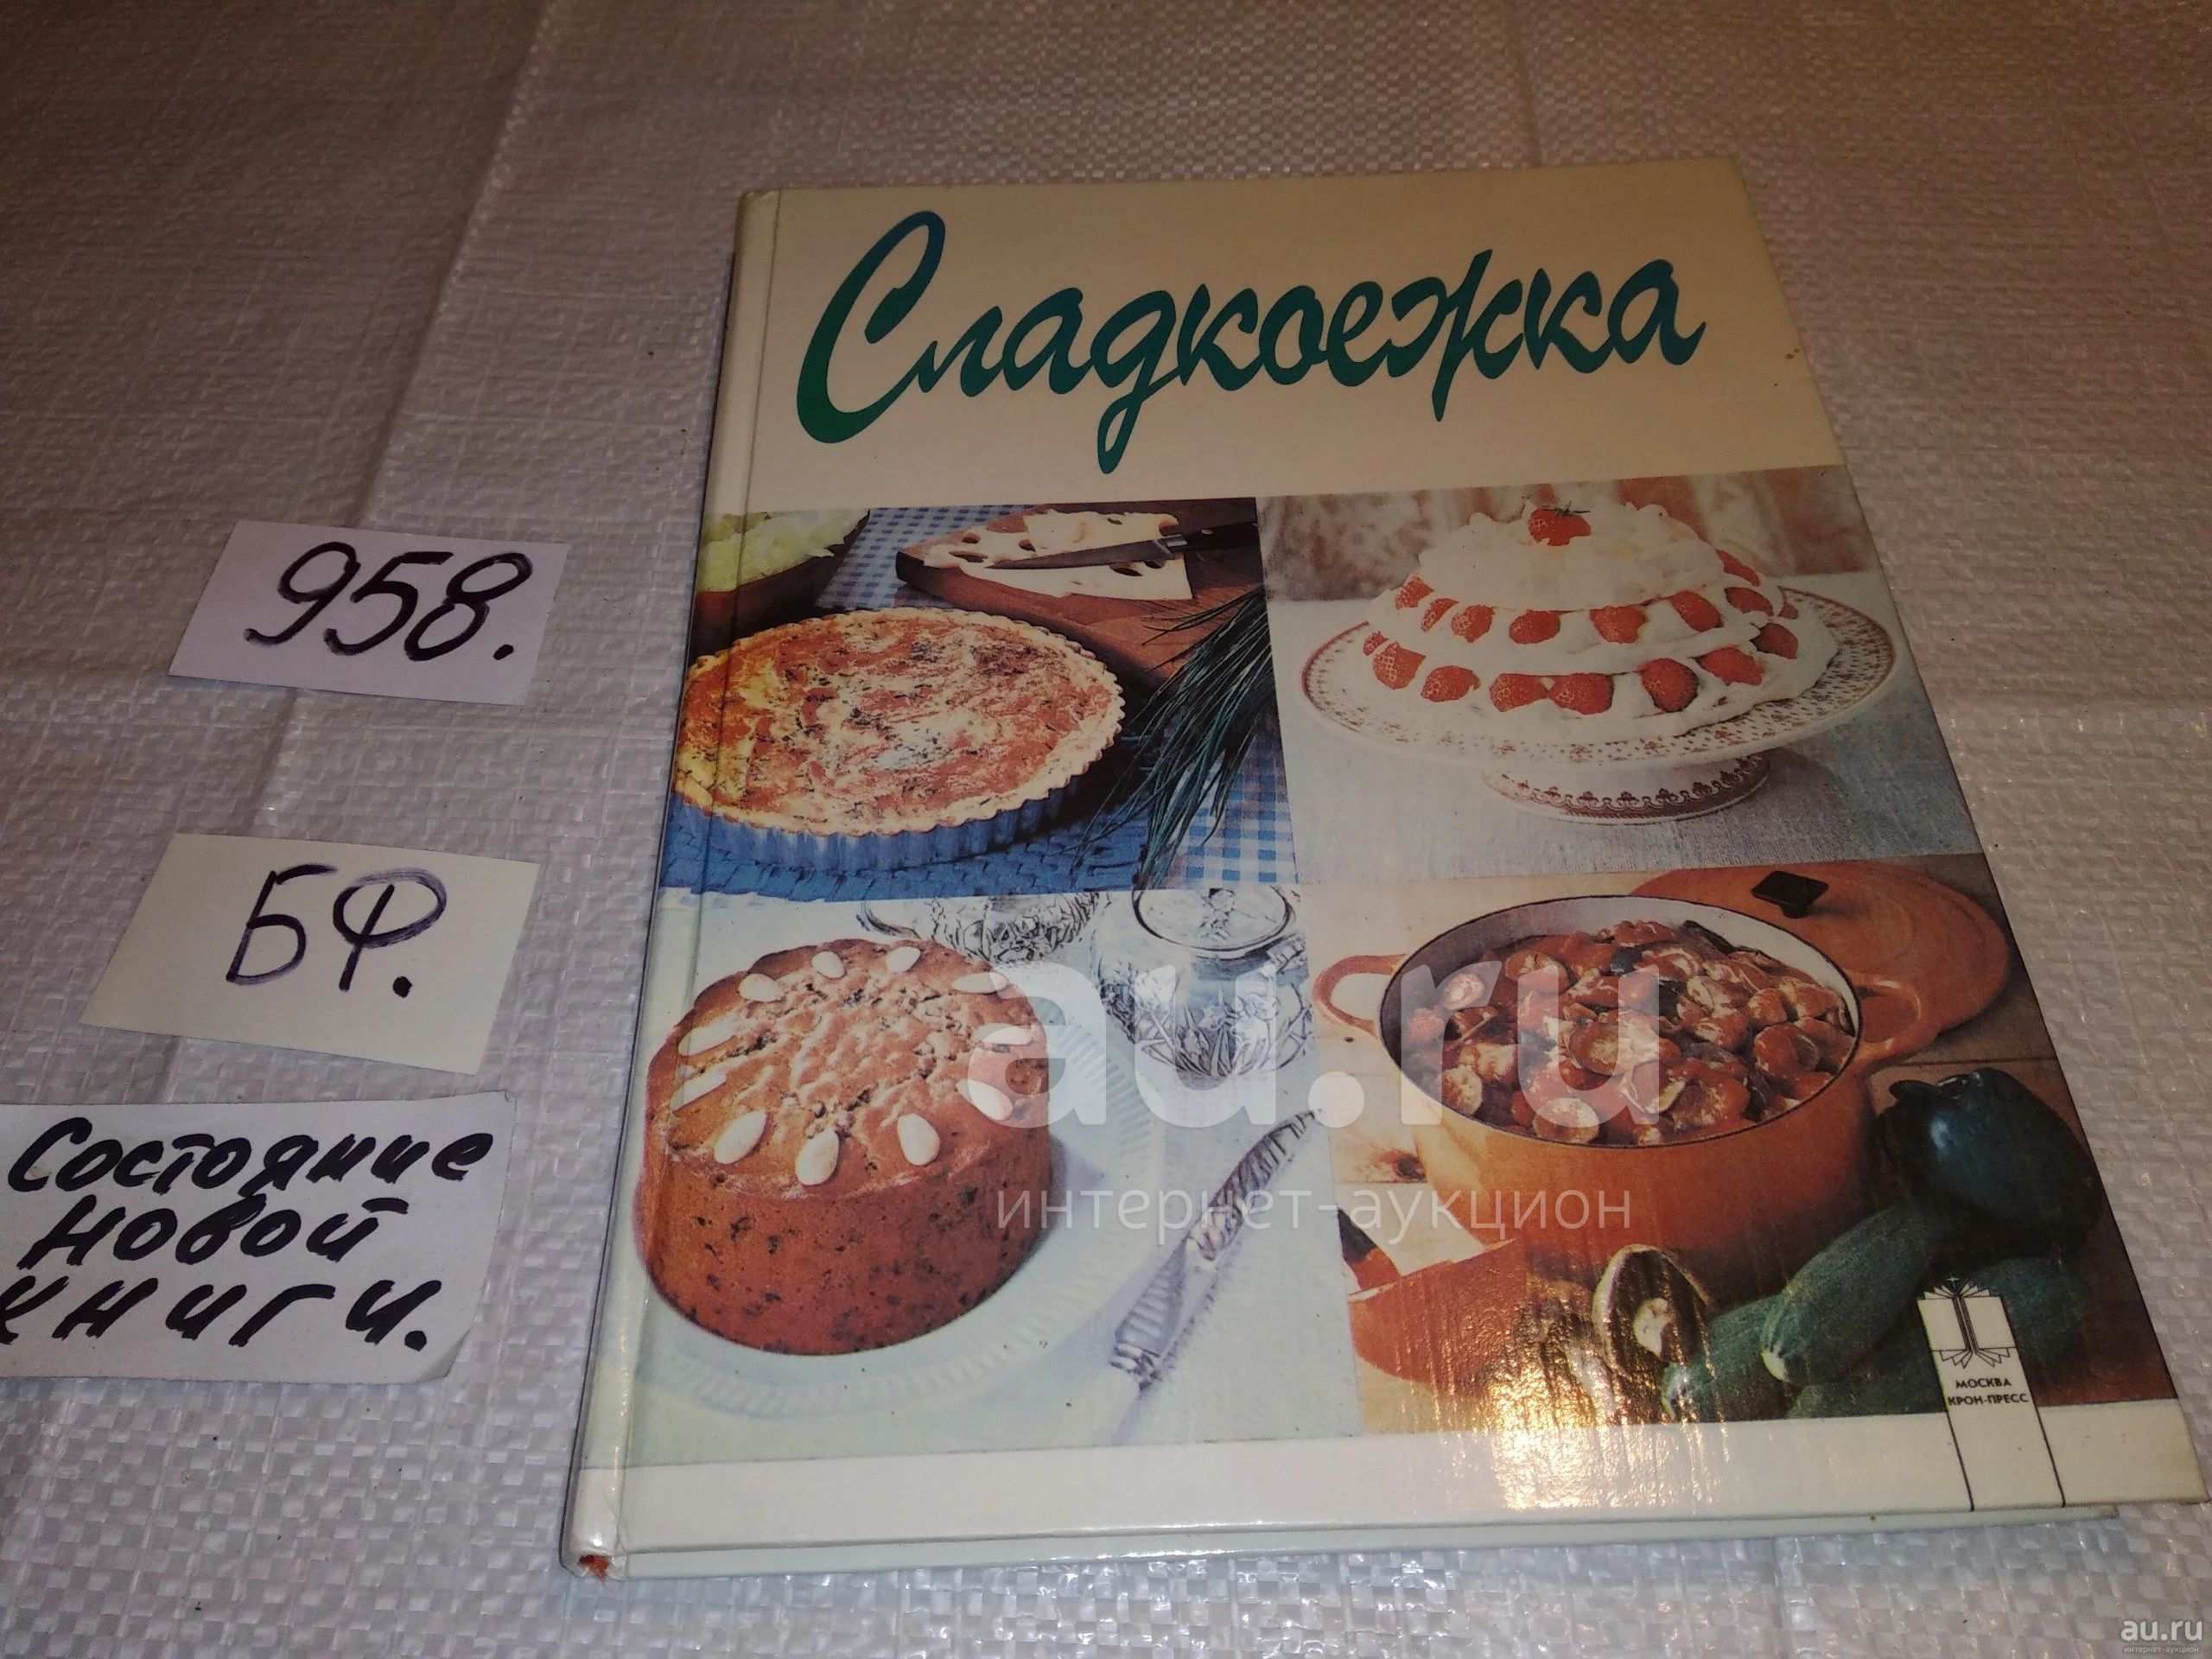 Сладкоежка
958.
БФ.
Состояние
новой
книги.
au.ru
интернет-аукцион
МОСКВА
КРОН-ПРЕСС
au.ru
интернет-аукцион